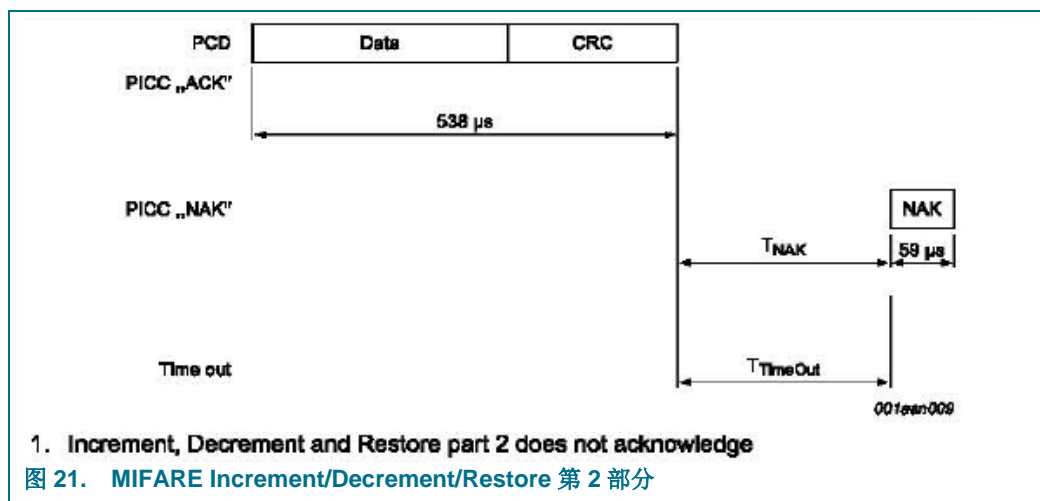 PCD Data CRC
PICC „ACK"
538 µs
PICC „NAK" NAK
TNAK 59 µs
Time out TTimeOut
001aan009
1. Increment, Decrement and Restore part 2 does not acknowledge
图 21. MIFARE Increment/Decrement/Restore 第 2 部分